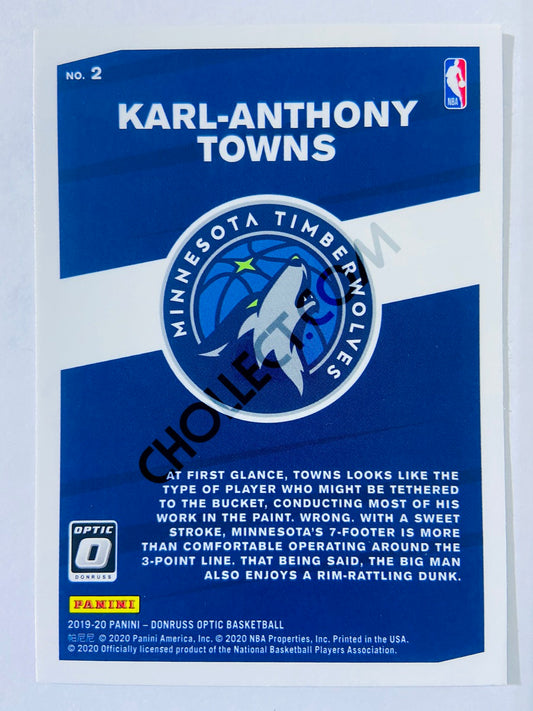 NO. 2
NBA
KARL-ANTHONY
TOWNS
MINNESOTA TIMBERWOLVES
CHOLLECT.COM
AT FIRST GLANCE, TOWNS LOOKS LIKE THE
TYPE OF PLAYER WHO MIGHT BE TETHERED
TO THE BUCKET, CONDUCTING MOST OF HIS
WORK IN THE PAINT. WRONG. WITH A SWEET
STROKE, MINNESOTA'S 7-FOOTER IS MORE
THAN COMFORTABLE OPERATING AROUND THE
3-POINT LINE. THAT BEING SAID, THE BIG MAN
ALSO ENJOYS A RIM-RATTLING DUNK.
OPTIC
O
DONRUSS
PANINI
2019-20 PANINI – DONRUSS OPTIC BASKETBALL
帕尼尼 © 2020 Panini America, Inc. © 2020 NBA Properties, Inc. Printed in the USA.
© 2020 Officially licensed product of the National Basketball Players Association.